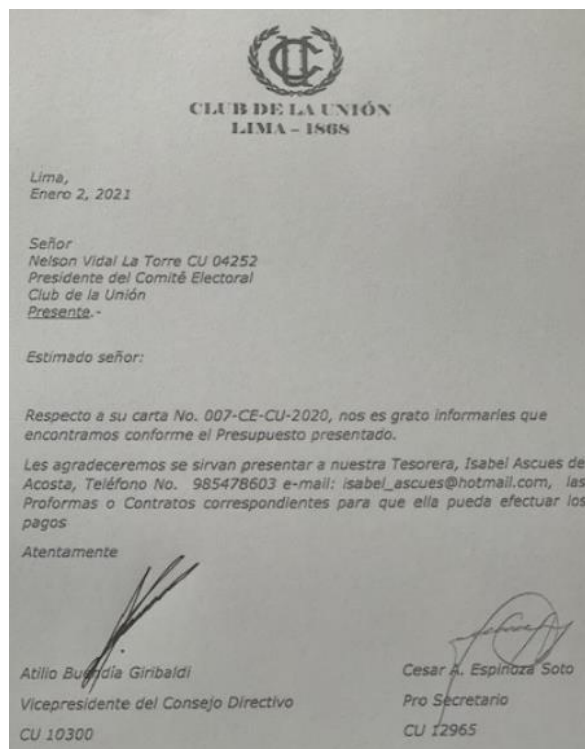 CLUB DE LA UNIÓN
LIMA – 1868
Lima,
Enero 2, 2021
Señor
Nelson Vidal La Torre CU 04252
Presidente del Comité Electoral
Club de la Unión
Presente.-
Estimado señor:
Respecto a su carta No. 007-CE-CU-2020, nos es grato informarles que
encontramos conforme el Presupuesto presentado.
Les agradeceremos se sirvan presentar a nuestra Tesorera, Isabel Ascues de
Acosta, Teléfono No. 985478603 e-mail: isabel_ascues@hotmail.com, las
Proformas o Contratos correspondientes para que ella pueda efectuar los
pagos
Atentamente
Atilio Buendía Giribaldi
Cesar A. Espinoza Soto
Vicepresidente del Consejo Directivo
Pro Secretario
CU 10300
CU 12965